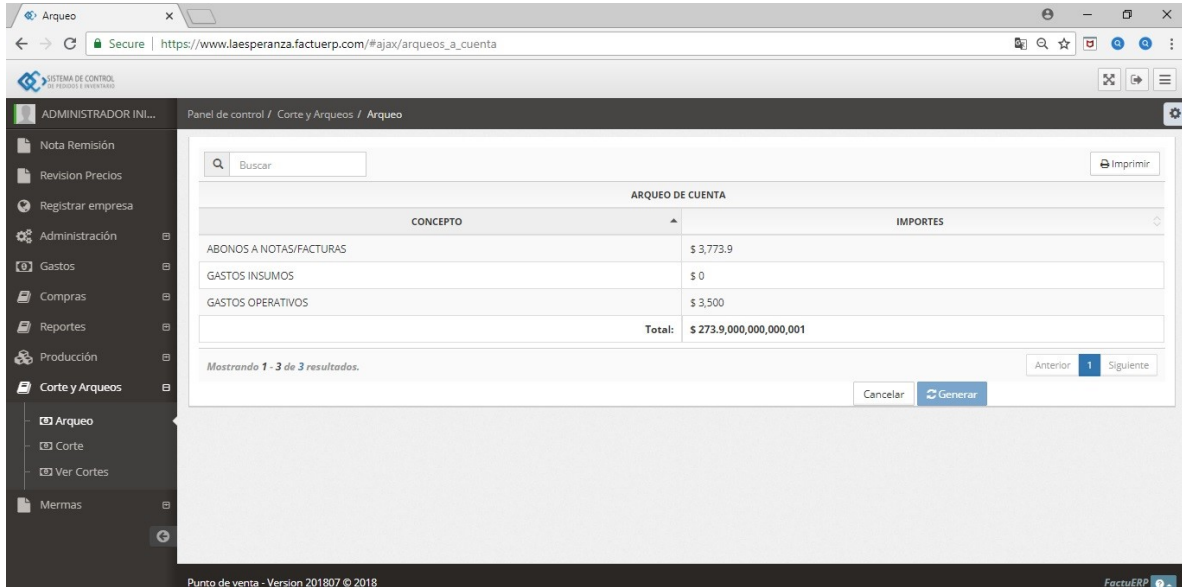 Arqueo
Secure https://www.laesperanza.factuerp.com/#ajax/arqueos_a_cuenta
SISTEMA DE CONTROL
DE PEDIDOS E INVENTARIO
ADMINISTRADOR INI...
Panel de control / Corte y Arqueos / Arqueo
Nota Remisión
Revision Precios
Registrar empresa
Administración
Gastos
Compras
Reportes
Producción
Corte y Arqueos
Arqueo
Corte
Ver Cortes
Mermas
Buscar
Imprimir
ARQUEO DE CUENTA
CONCEPTO IMPORTES
ABONOS A NOTAS/FACTURAS $ 3,773.9
GASTOS INSUMOS $ 0
GASTOS OPERATIVOS $ 3,500
Total: $ 273.9,000,000,000,001
Mostrando 1 - 3 de 3 resultados.
Anterior 1 Siguiente
Cancelar Generar
Punto de venta - Version 201807 © 2018
FactuERP